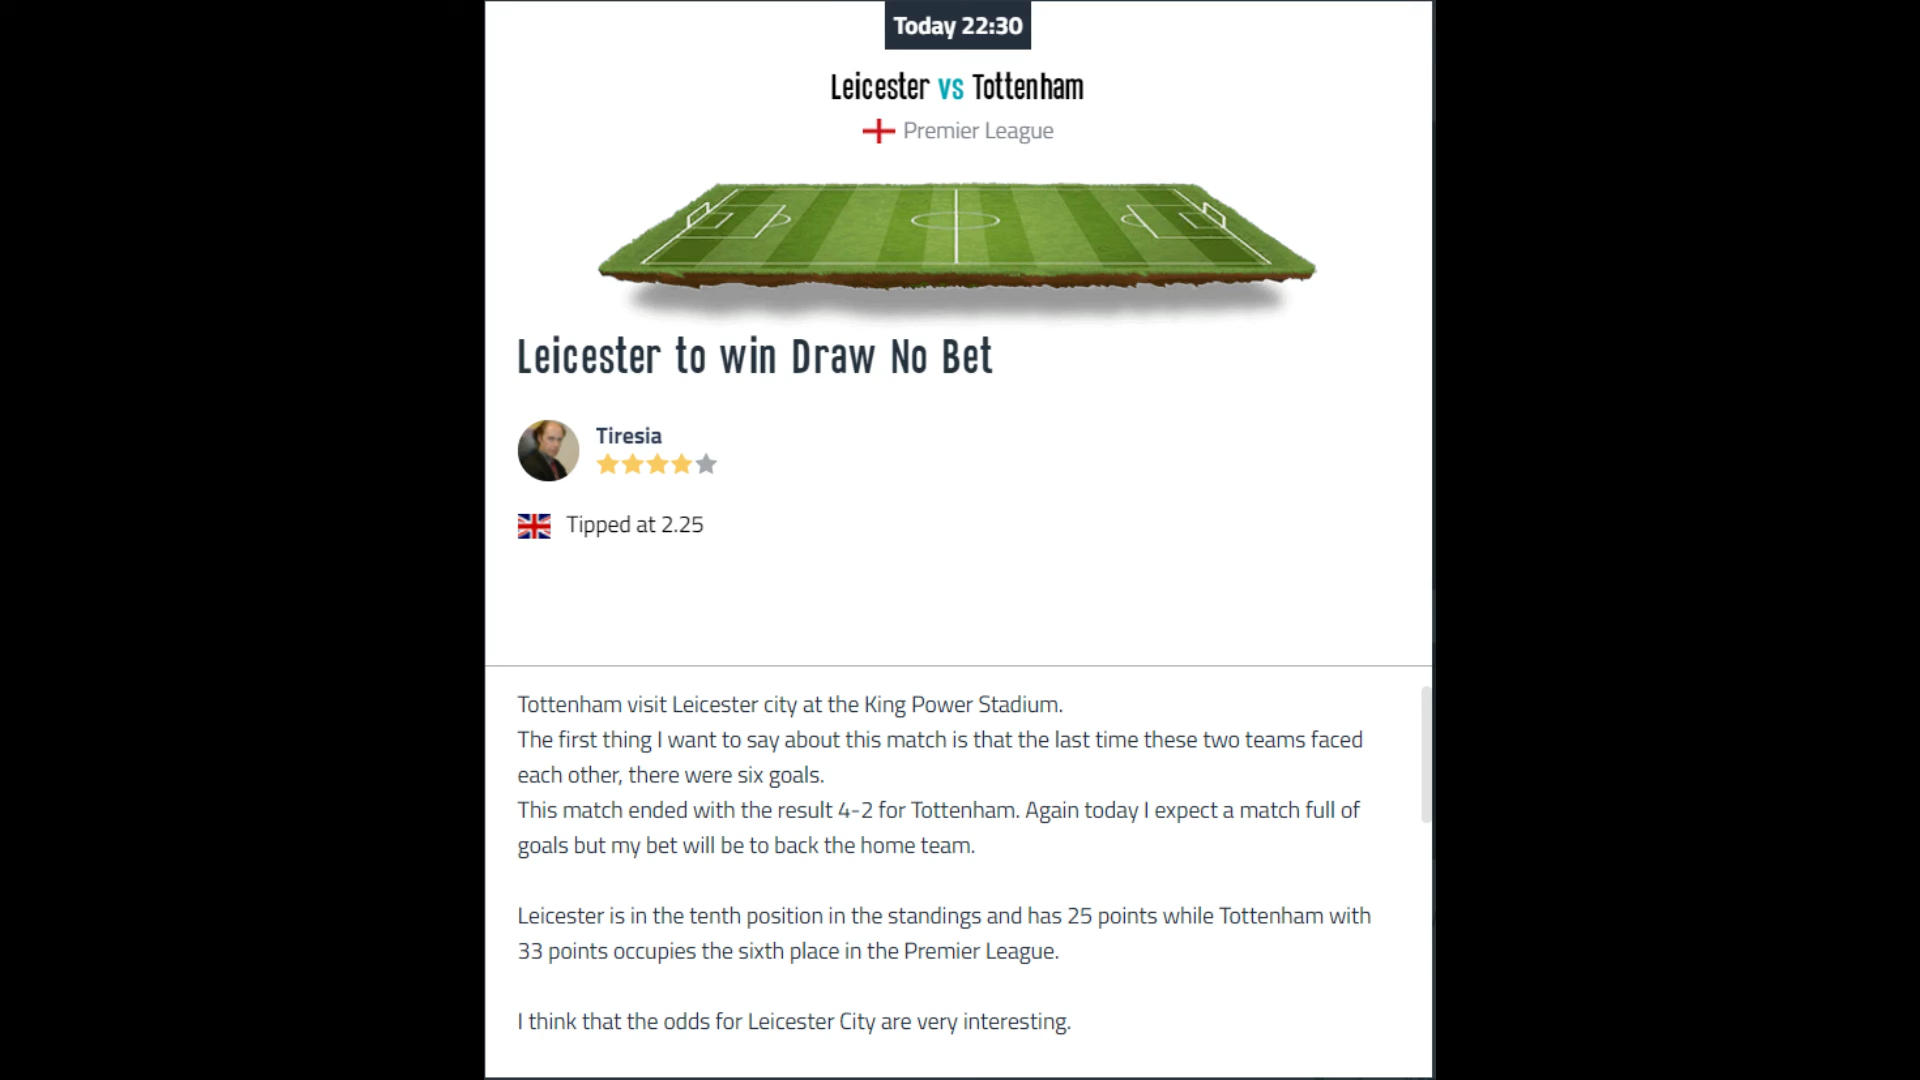 Today 22:30
Leicester vs Tottenham
Premier League
Leicester to win Draw No Bet
Tiresia
Tipped at 2.25
Tottenham visit Leicester city at the King Power Stadium.
The first thing I want to say about this match is that the last time these two teams faced
each other, there were six goals.
This match ended with the result 4-2 for Tottenham. Again today I expect a match full of
goals but my bet will be to back the home team.
Leicester is in the tenth position in the standings and has 25 points while Tottenham with
33 points occupies the sixth place in the Premier League.
I think that the odds for Leicester City are very interesting.